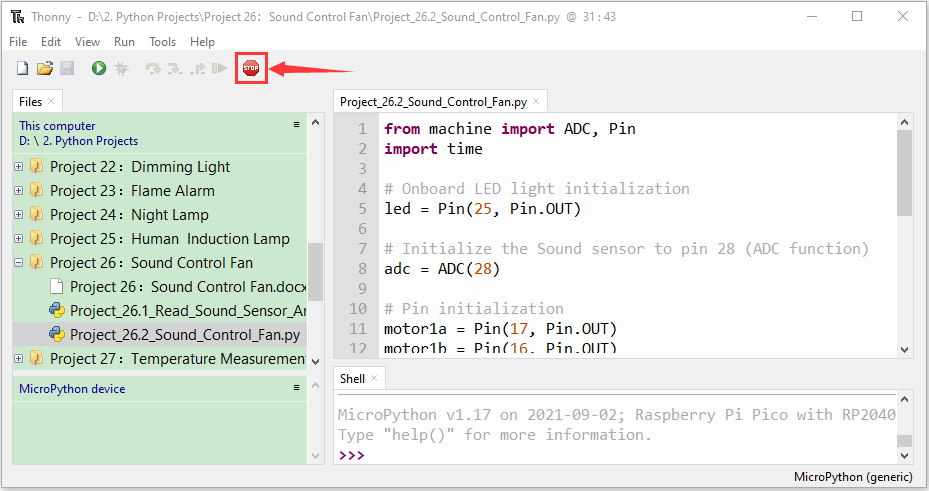 Thonny - D:\2. Python Projects\Project 26：Sound Control Fan\Project_26.2_Sound_Control_Fan.py @ 31:43
File Edit View Run Tools Help
STOP
Files ×
This computer
D: \ 2. Python Projects
Project 22：Dimming Light
Project 23：Flame Alarm
Project 24：Night Lamp
Project 25：Human Induction Lamp
Project 26：Sound Control Fan
Project 26：Sound Control Fan.docx
Project_26.1_Read_Sound_Sensor_Ar
Project_26.2_Sound_Control_Fan.py
Project 27：Temperature Measuremen
MicroPython device
Project_26.2_Sound_Control_Fan.py ×
1 from machine import ADC, Pin
2 import time
3
4 # Onboard LED light initialization
5 led = Pin(25, Pin.OUT)
6
7 # Initialize the Sound sensor to pin 28 (ADC function)
8 adc = ADC(28)
9
10 # Pin initialization
11 motor1a = Pin(17, Pin.OUT)
12 motor1b = Pin(16, Pin.OUT)
Shell ×
MicroPython v1.17 on 2021-09-02; Raspberry Pi Pico with RP2040
Type "help()" for more information.
>>>
MicroPython (generic)